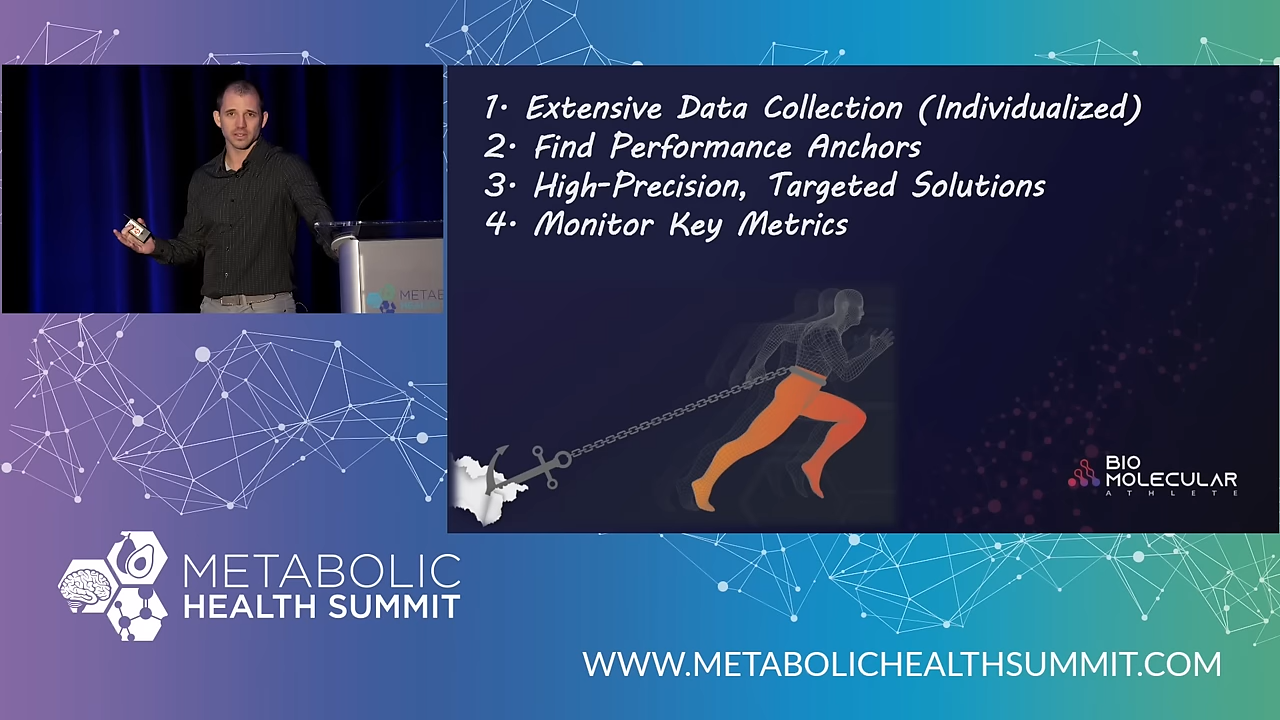 1. Extensive Data Collection (Individualized)
2. Find Performance Anchors
3. High-Precision, Targeted Solutions
4. Monitor Key Metrics
METAB
BIO
MOLECULAR
ATHLETE
METABOLIC
HEALTH SUMMIT
WWW.METABOLICHEALTHSUMMIT.COM